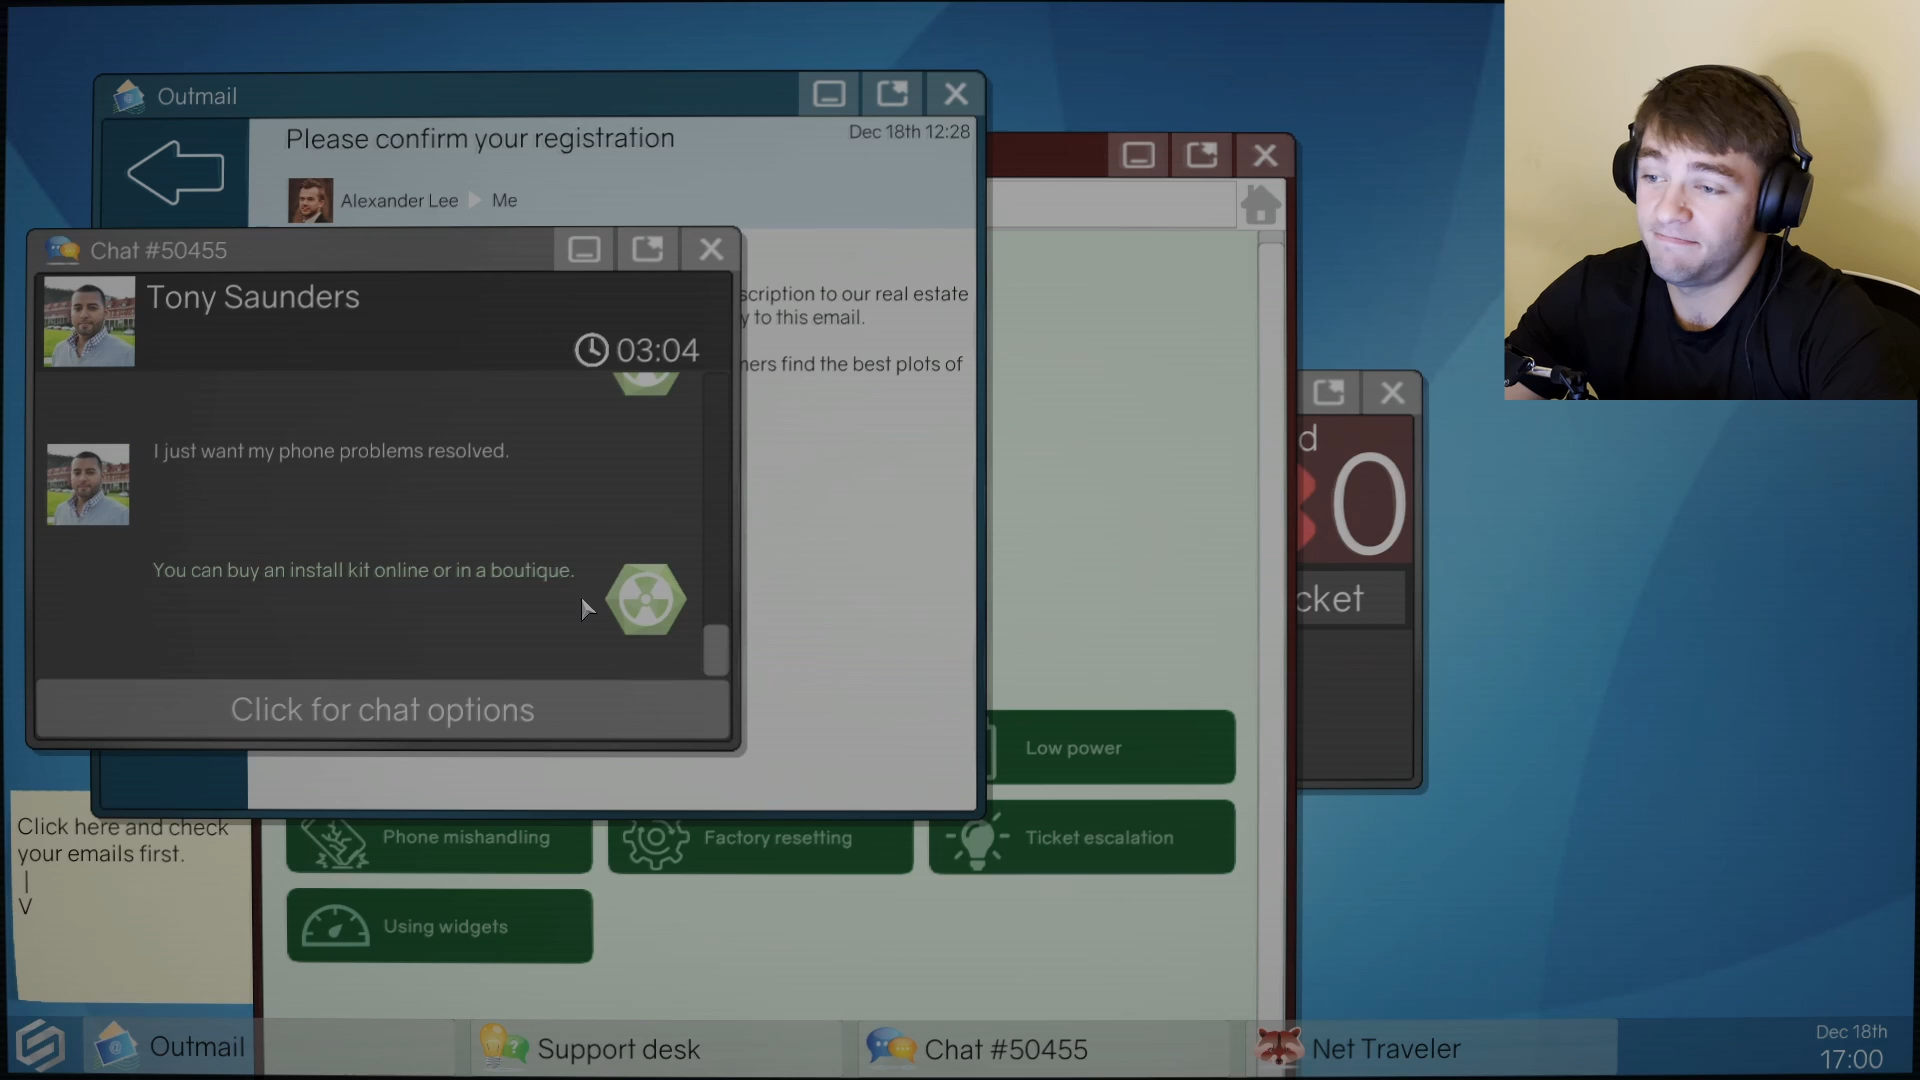 Outmail
Please confirm your registration
Dec 18th 12:28
Alexander Lee
Me
Chat #50455
Tony Saunders
03:04
scription to our real estate
y to this email.
ners find the best plots of
I just want my phone problems resolved.
You can buy an install kit online or in a boutique.
Click for chat options
d
0
cket
Low power
Click here and check
your emails first.
|
V
Phone mishandling
Factory resetting
Ticket escalation
Using widgets
Outmail
Support desk
Chat #50455
Net Traveler
Dec 18th
17:00